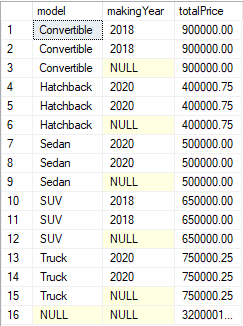 model makingYear totalPrice
1 Convertible 2018 900000.00
2 Convertible 2018 900000.00
3 Convertible NULL 900000.00
4 Hatchback 2020 400000.75
5 Hatchback 2020 400000.75
6 Hatchback NULL 400000.75
7 Sedan 2020 500000.00
8 Sedan 2020 500000.00
9 Sedan NULL 500000.00
10 SUV 2018 650000.00
11 SUV 2018 650000.00
12 SUV NULL 650000.00
13 Truck 2020 750000.25
14 Truck 2020 750000.25
15 Truck NULL 750000.25
16 NULL NULL 3200001...